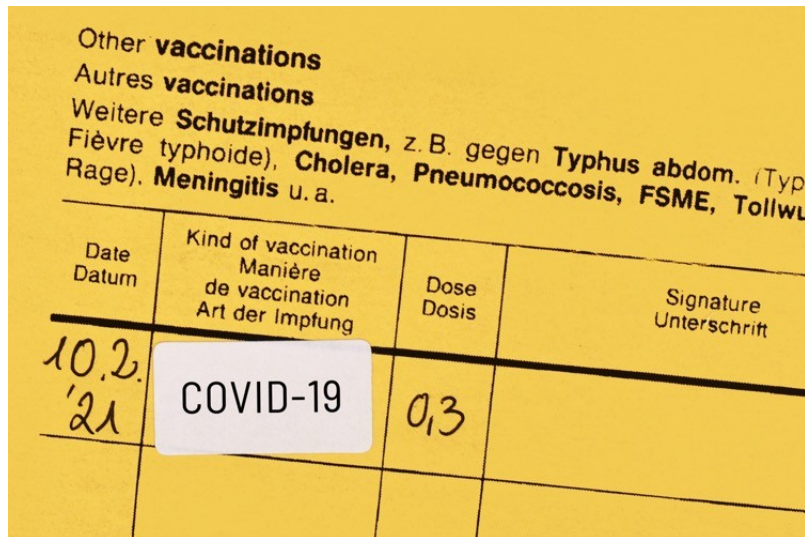 Other vaccinations
Autres vaccinations
Weitere Schutzimpfungen, z. B. gegen Typhus abdom.
Fièvre typhoide), Cholera, Pneumococcosis, FSME,
Rage), Meningitis u. a.
Date
Datum
Kind of vaccination
Manière
de vaccination
Art der Impfung
Dose
Dosis
Signature
Unterschrift
10.2.
'21
COVID-19
0,3